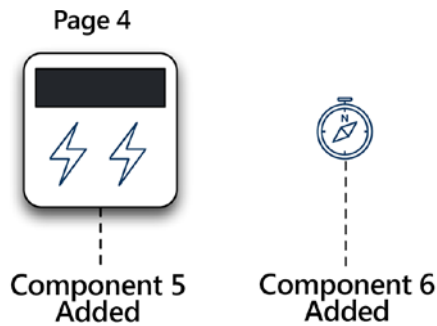 Page 4
N
Component 5
Added
Component 6
Added